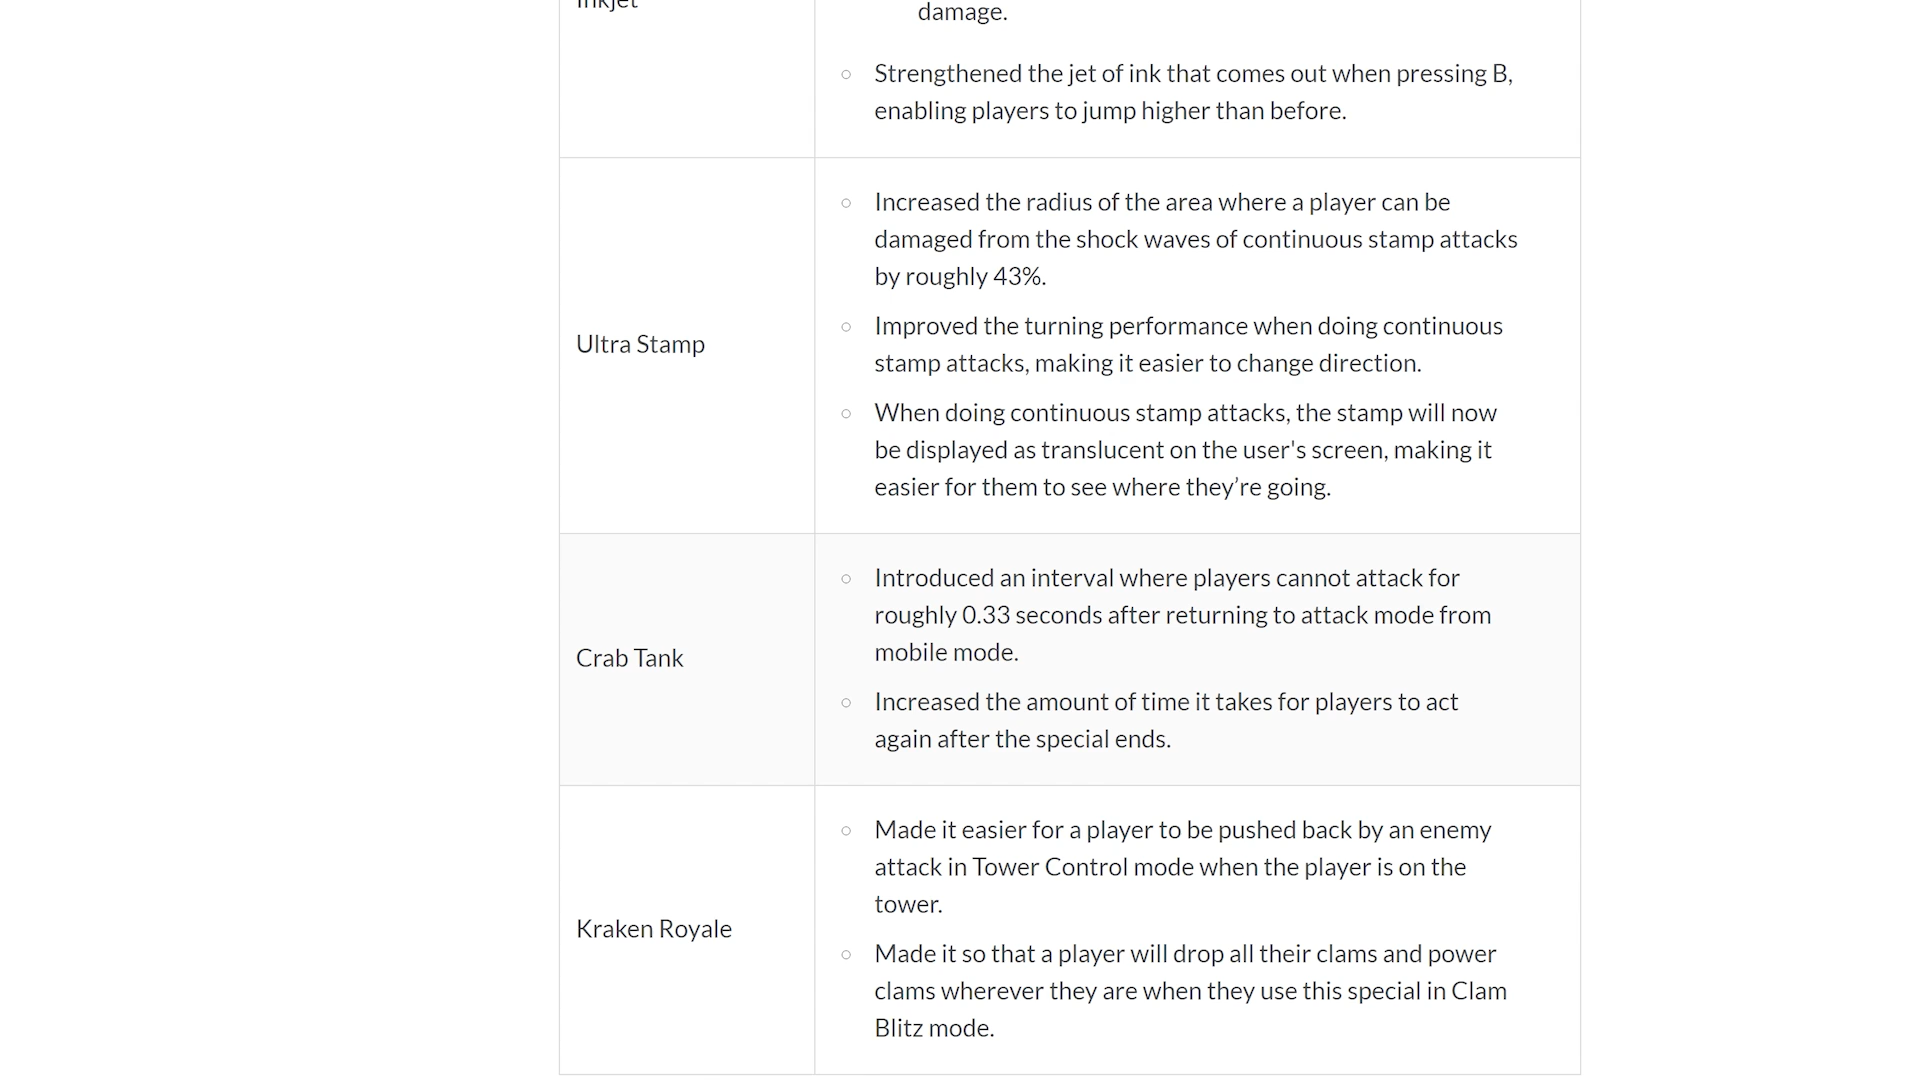 Inkjet
damage.
Strengthened the jet of ink that comes out when pressing B,
enabling players to jump higher than before.
Ultra Stamp
Increased the radius of the area where a player can be
damaged from the shock waves of continuous stamp attacks
by roughly 43%.
Improved the turning performance when doing continuous
stamp attacks, making it easier to change direction.
When doing continuous stamp attacks, the stamp will now
be displayed as translucent on the user's screen, making it
easier for them to see where they’re going.
Crab Tank
Introduced an interval where players cannot attack for
roughly 0.33 seconds after returning to attack mode from
mobile mode.
Increased the amount of time it takes for players to act
again after the special ends.
Kraken Royale
Made it easier for a player to be pushed back by an enemy
attack in Tower Control mode when the player is on the
tower.
Made it so that a player will drop all their clams and power
clams wherever they are when they use this special in Clam
Blitz mode.